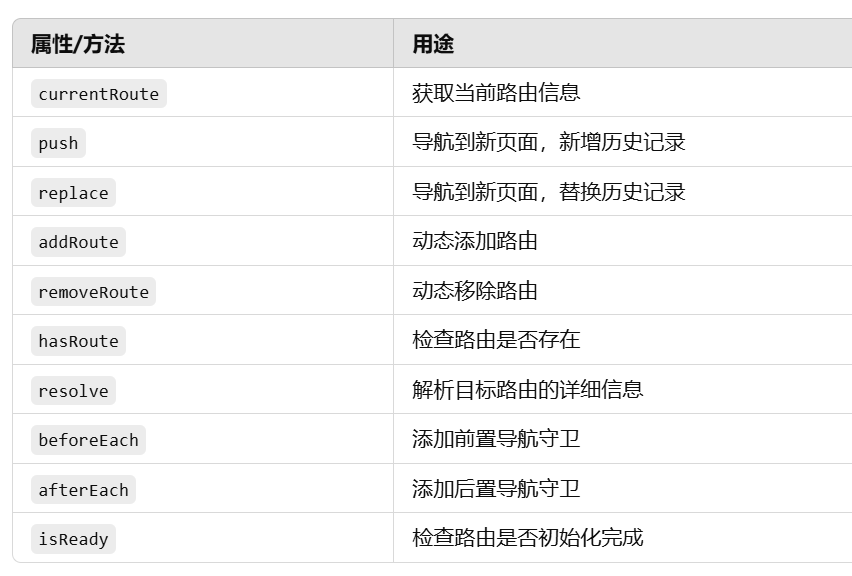 属性/方法 用途
currentRoute 获取当前路由信息
push 导航到新页面，新增历史记录
replace 导航到新页面，替换历史记录
addRoute 动态添加路由
removeRoute 动态移除路由
hasRoute 检查路由是否存在
resolve 解析目标路由的详细信息
beforeEach 添加前置导航守卫
afterEach 添加后置导航守卫
isReady 检查路由是否初始化完成